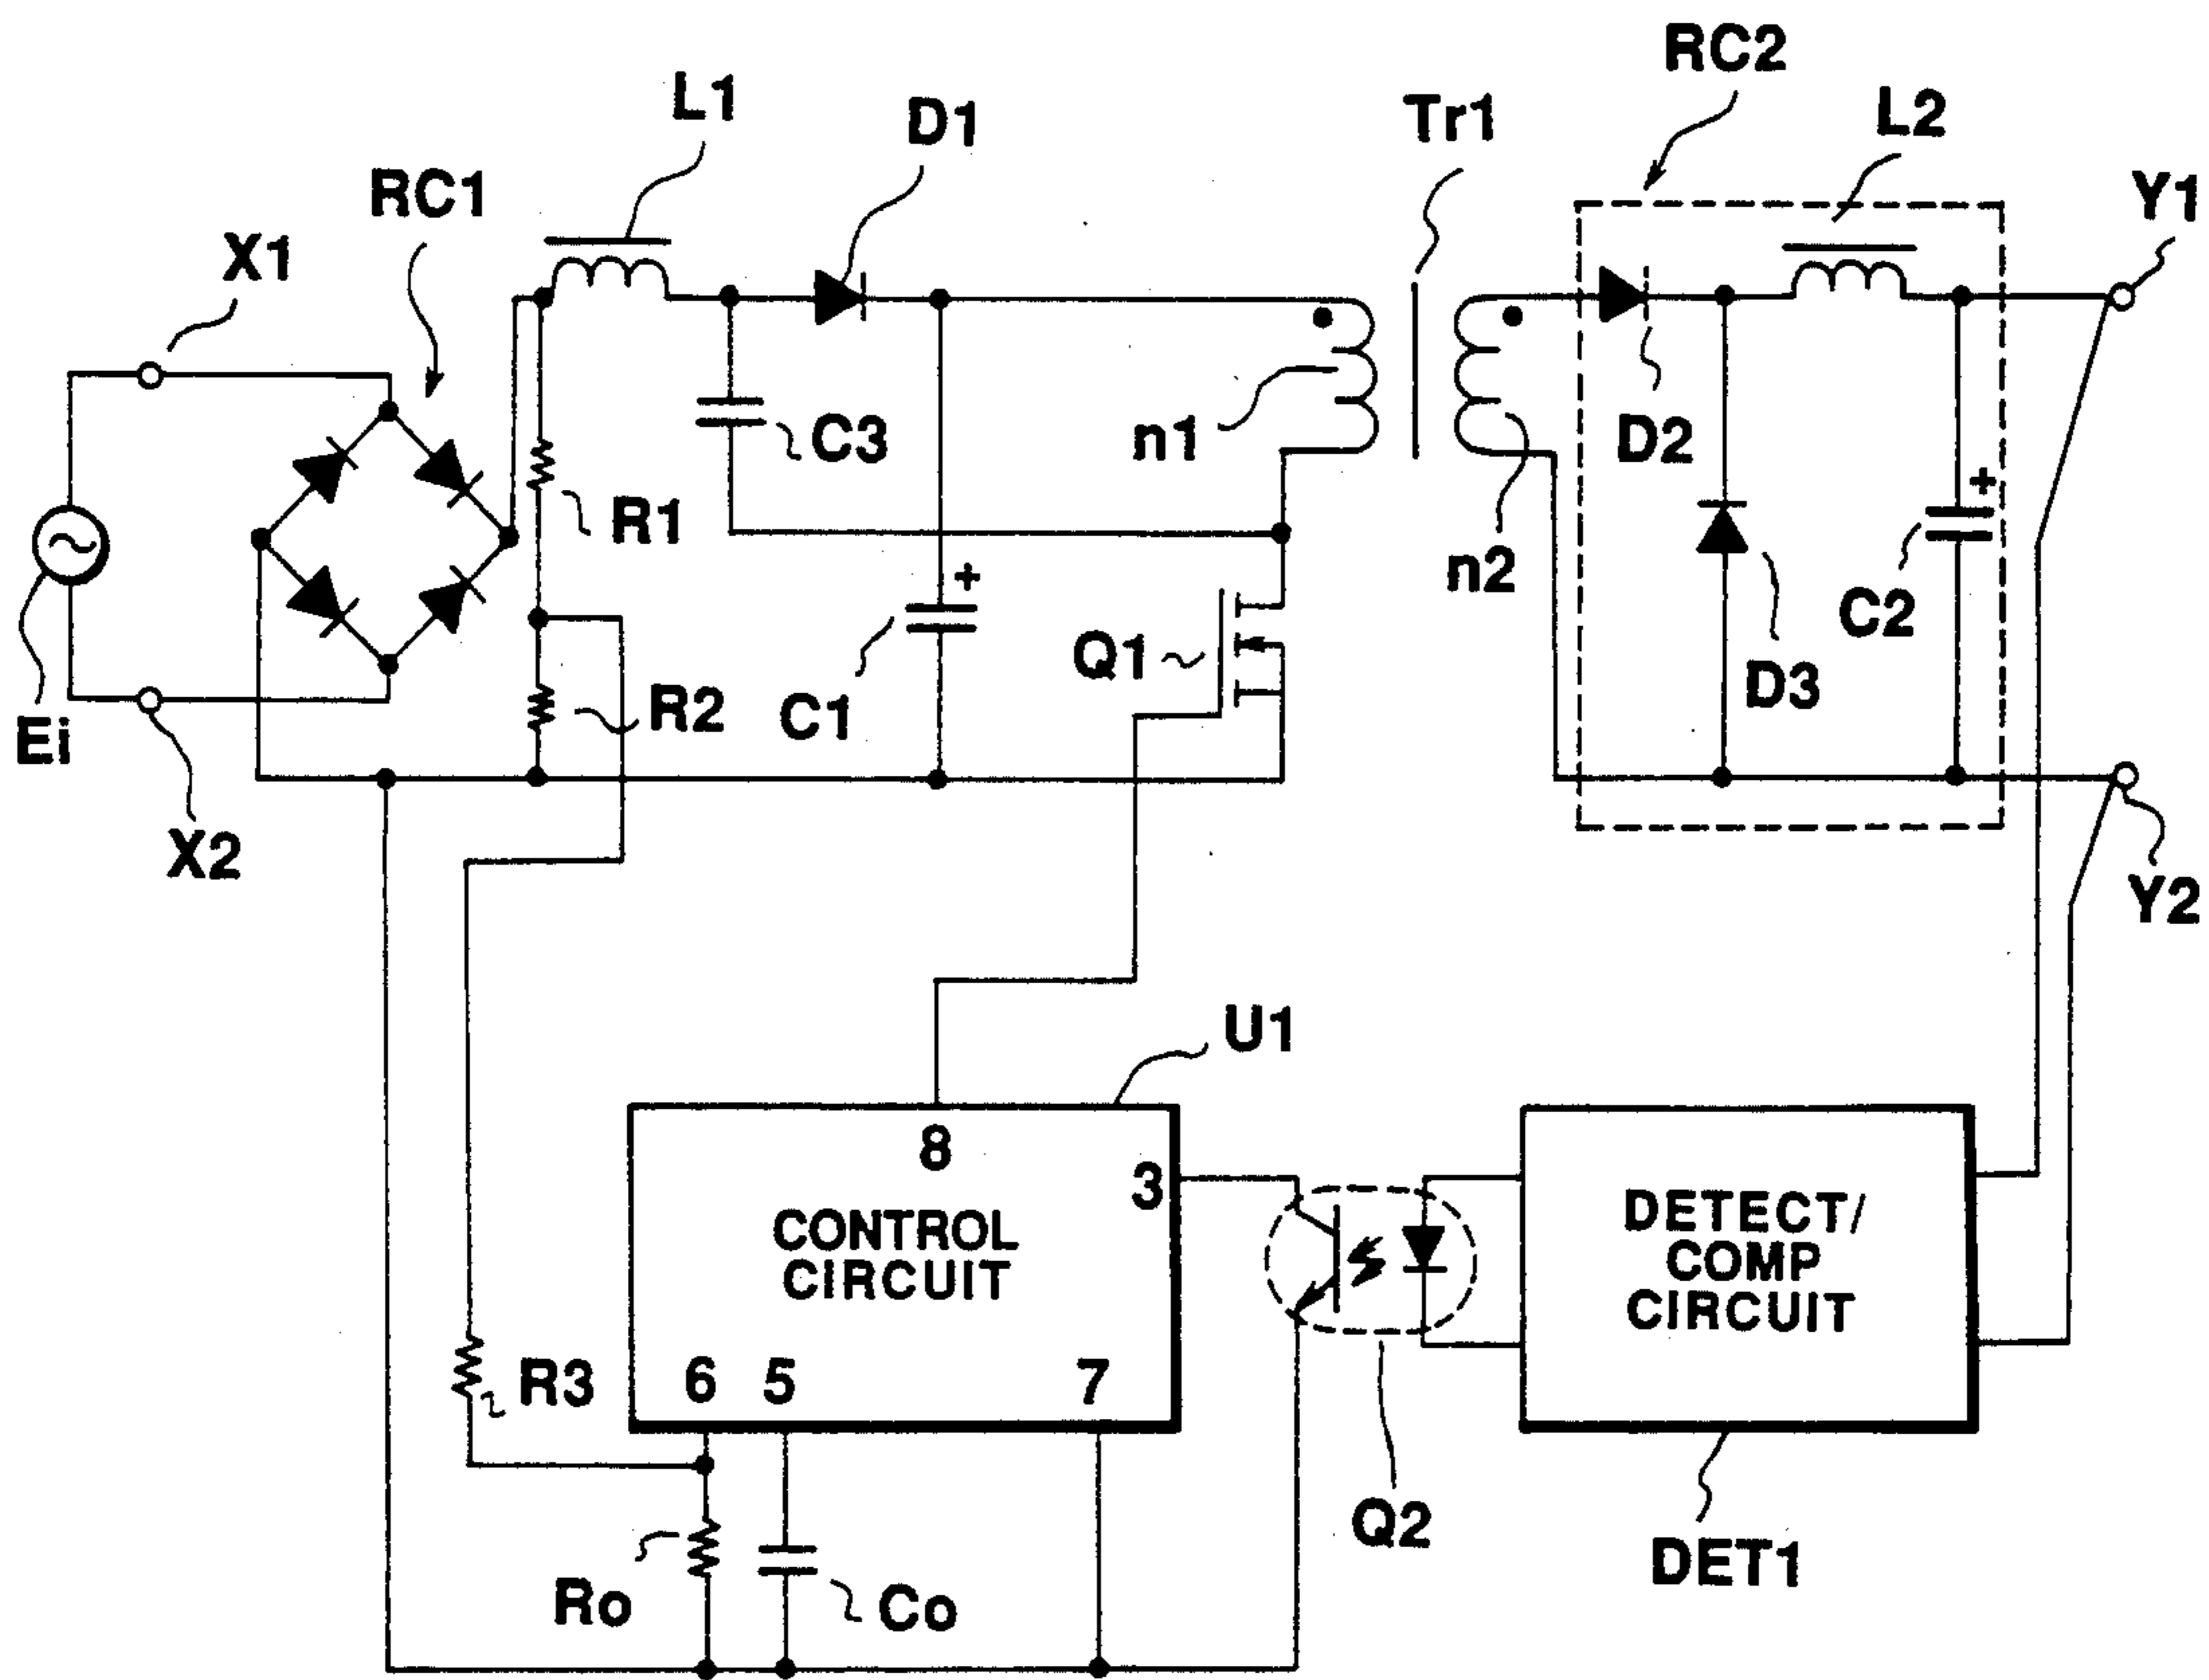 RC2
L1
D1
Tr1
L2
RC1
Y1
X1
C3
n1
D2
+
R1
n2
+
C2
Q1
R2
C1
D3
Ei
X2
Y2
U1
8
3
CONTROL
CIRCUIT
DETECT/
COMP
CIRCUIT
R3
6
5
7
Q2
DET1
Ro
Co